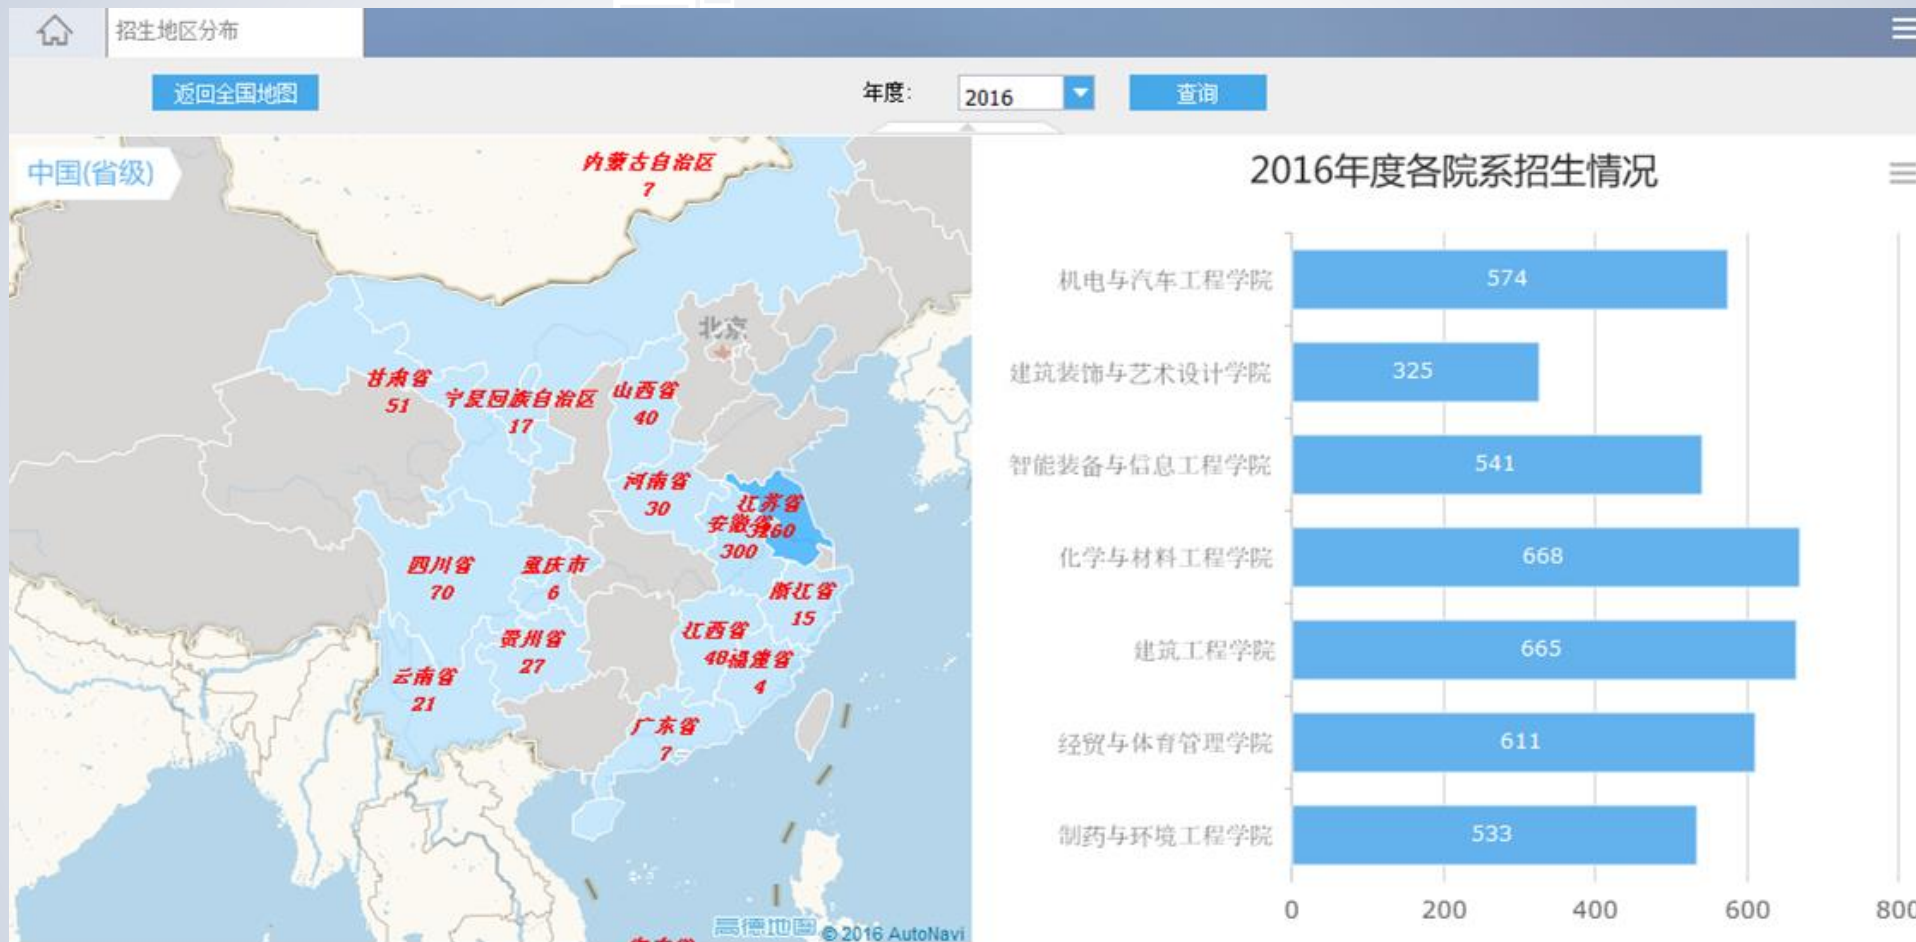 招生地区分布
返回全国地图
年度:
2016
查询
中国(省级)
内蒙古自治区
7
北京
甘肃省
51
宁夏回族自治区
17
山西省
40
河南省
30
江苏省
安徽省
300
四川省
70
重庆市
6
浙江省
15
贵州省
27
江西省
48
福建省
4
云南省
21
广东省
7
高德地图
© 2016 AutoNavi
2016年度各院系招生情况
机电与汽车工程学院
574
建筑装饰与艺术设计学院
325
智能装备与信息工程学院
541
化学与材料工程学院
668
建筑工程学院
665
经贸与体育管理学院
611
制药与环境工程学院
533
0 200 400 600 800